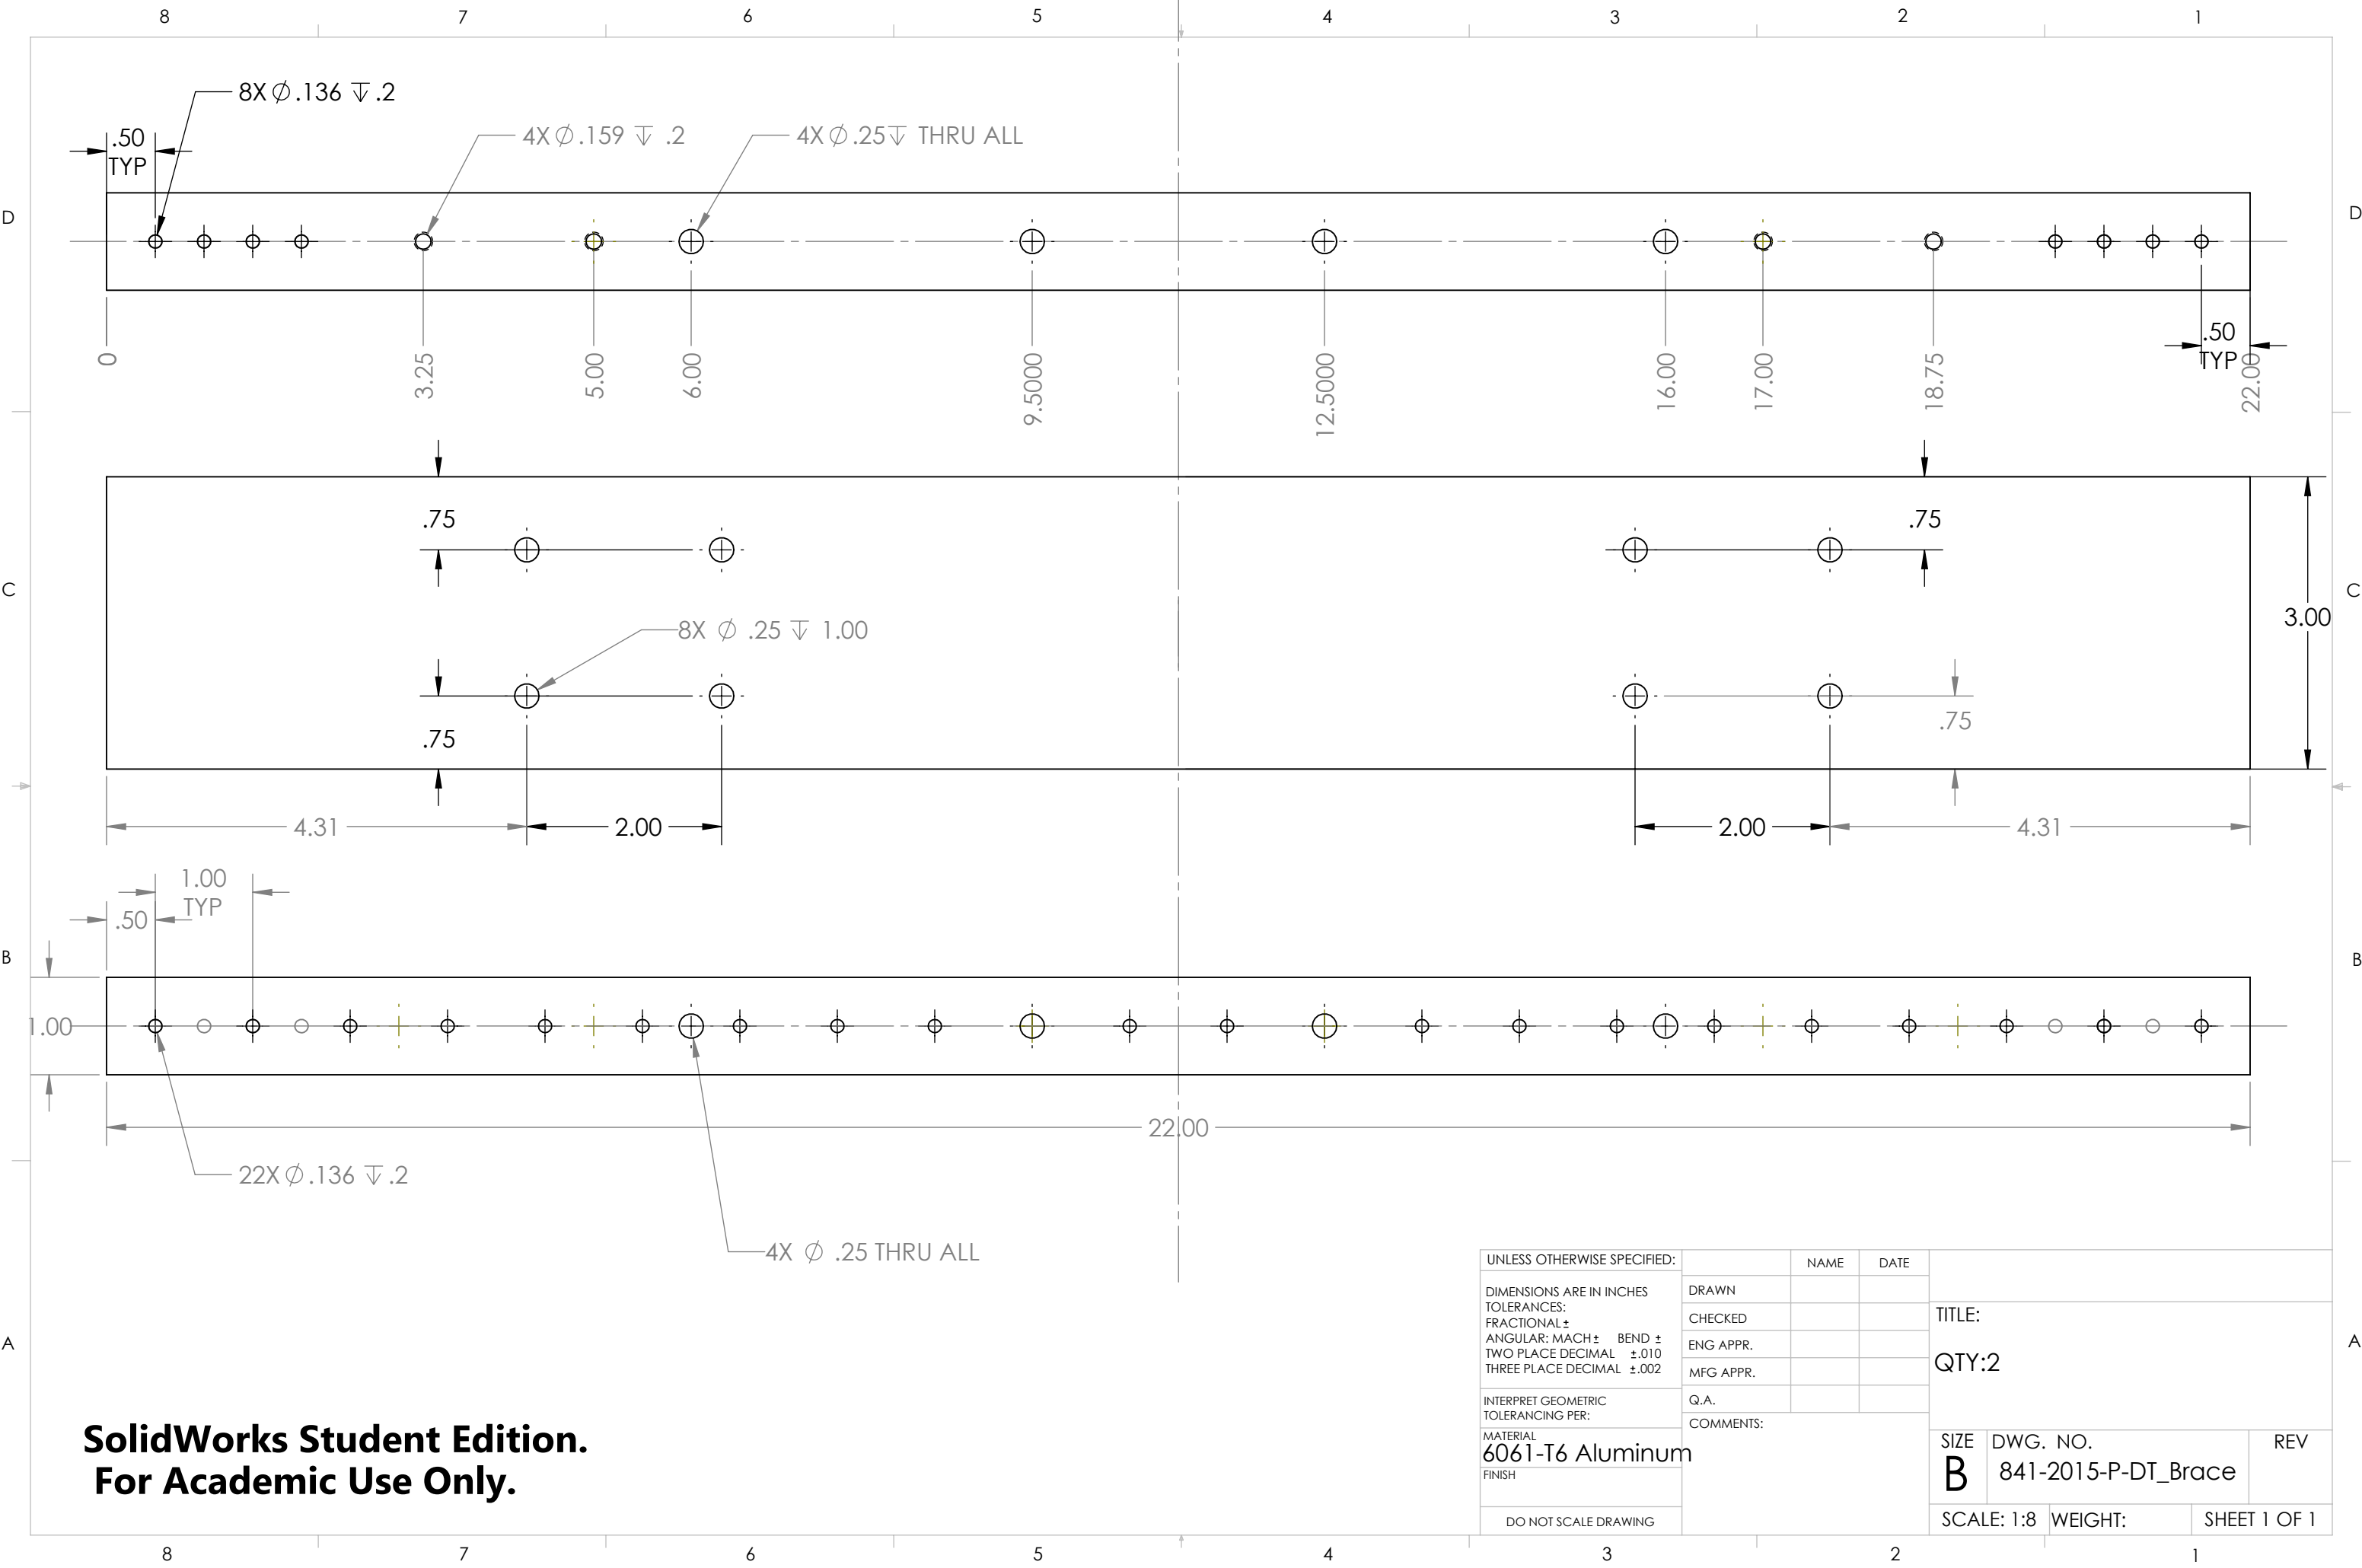 8 7 6 5 4 3 2 1
8X ⌀ .136 ↧ .2
.50
TYP
4X ⌀ .159 ↧ .2
4X ⌀ .25 ↧ THRU ALL
D D
.50
TYP
0 3.25 5.00 6.00 9.5000 12.5000 16.00 17.00 18.75 22.00
.75 .75
C C
3.00
8X ⌀ .25 ↧ 1.00
.75
.75
4.31 2.00 2.00 4.31
1.00
TYP
.50
B B
1.00
22.00
22X ⌀ .136 ↧ .2
4X ⌀ .25 THRU ALL
A A
UNLESS OTHERWISE SPECIFIED:
DIMENSIONS ARE IN INCHES
TOLERANCES:
FRACTIONAL ±
ANGULAR: MACH ± BEND ±
TWO PLACE DECIMAL ±.010
THREE PLACE DECIMAL ±.002
INTERPRET GEOMETRIC
TOLERANCING PER:
MATERIAL
6061-T6 Aluminum
FINISH
DO NOT SCALE DRAWING
NAME DATE
DRAWN
CHECKED
ENG APPR.
MFG APPR.
Q.A.
COMMENTS:
TITLE:
QTY:2
SIZE DWG. NO. REV
B 841-2015-P-DT_Brace
SCALE: 1:8 WEIGHT: SHEET 1 OF 1
SolidWorks Student Edition.
For Academic Use Only.
8 7 6 5 4 3 2 1